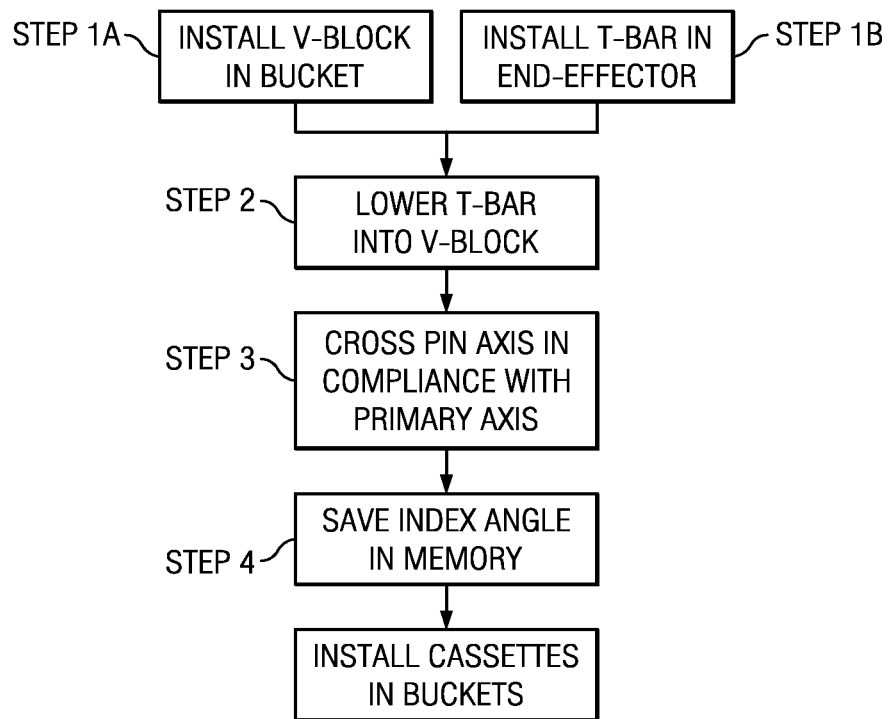 STEP 1A
INSTALL V-BLOCK
IN BUCKET
INSTALL T-BAR IN
END-EFFECTOR
STEP 1B
STEP 2
LOWER T-BAR
INTO V-BLOCK
STEP 3
CROSS PIN AXIS IN
COMPLIANCE WITH
PRIMARY AXIS
STEP 4
SAVE INDEX ANGLE
IN MEMORY
INSTALL CASSETTES
IN BUCKETS